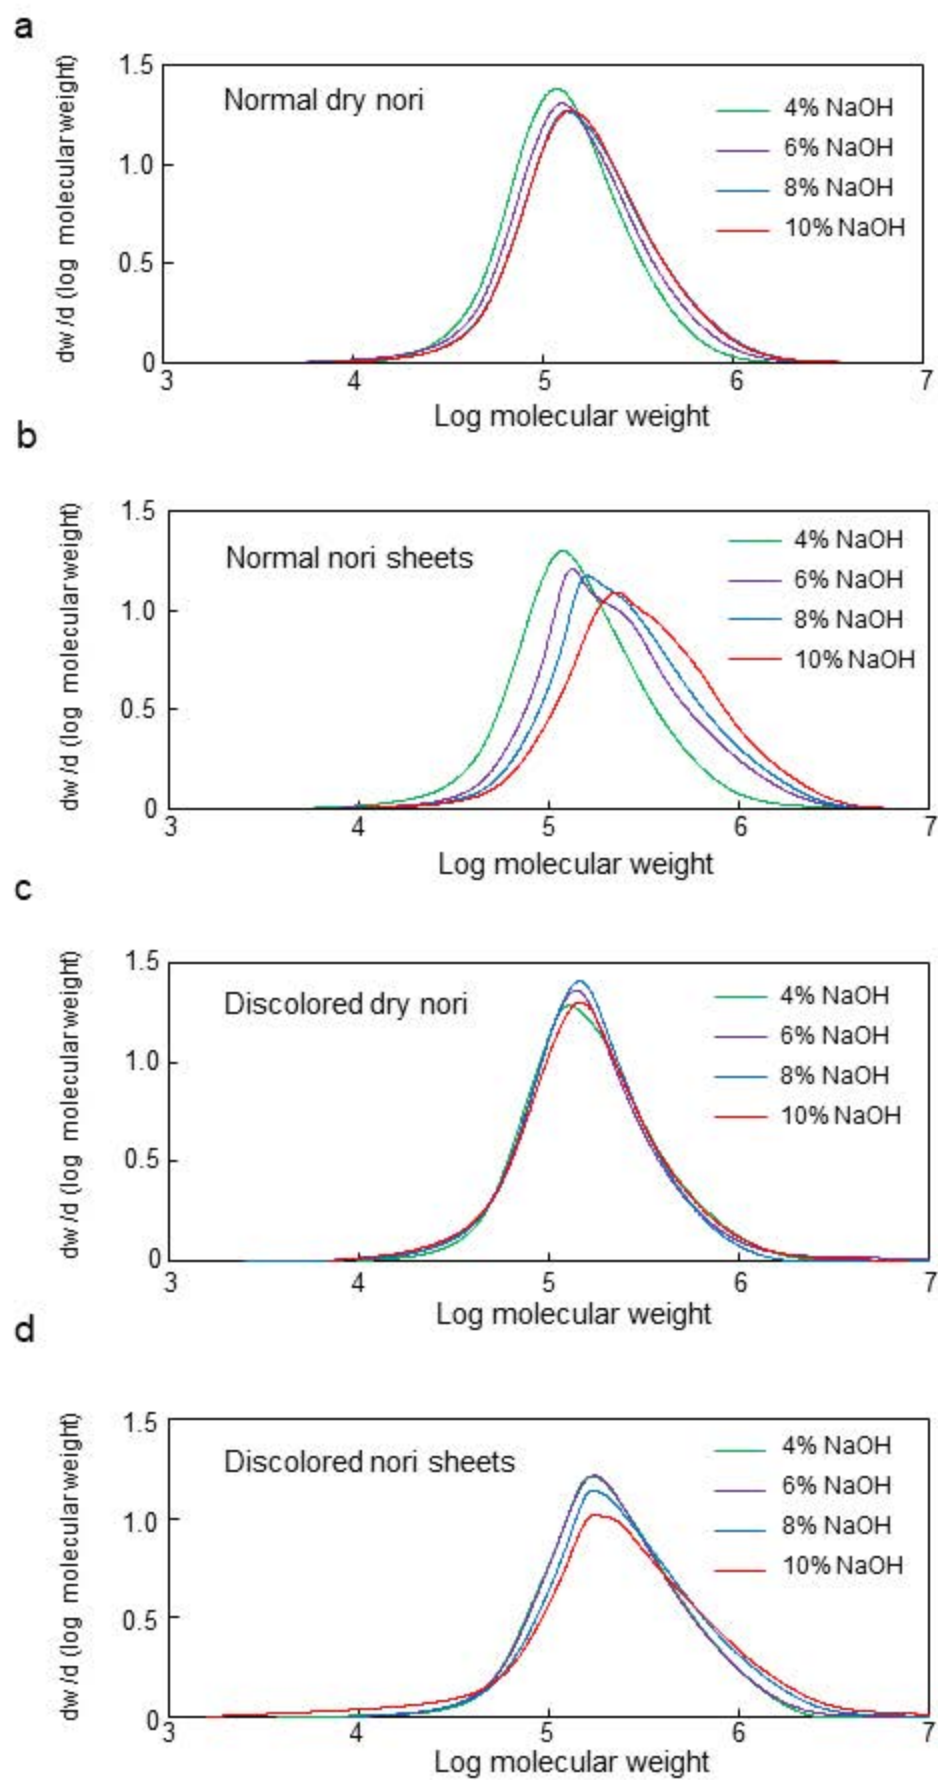 a
dw/d (log molecular weight)
1.5
1.0
0.5
0
Normal dry nori
4% NaOH
6% NaOH
8% NaOH
10% NaOH
3 4 5 6 7
Log molecular weight
b
dw/d (log molecular weight)
1.5
1.0
0.5
0
Normal nori sheets
4% NaOH
6% NaOH
8% NaOH
10% NaOH
3 4 5 6 7
Log molecular weight
c
dw/d (log molecular weight)
1.5
1.0
0.5
0
Discolored dry nori
4% NaOH
6% NaOH
8% NaOH
10% NaOH
3 4 5 6 7
Log molecular weight
d
dw/d (log molecular weight)
1.5
1.0
0.5
0
Discolored nori sheets
4% NaOH
6% NaOH
8% NaOH
10% NaOH
3 4 5 6 7
Log molecular weight